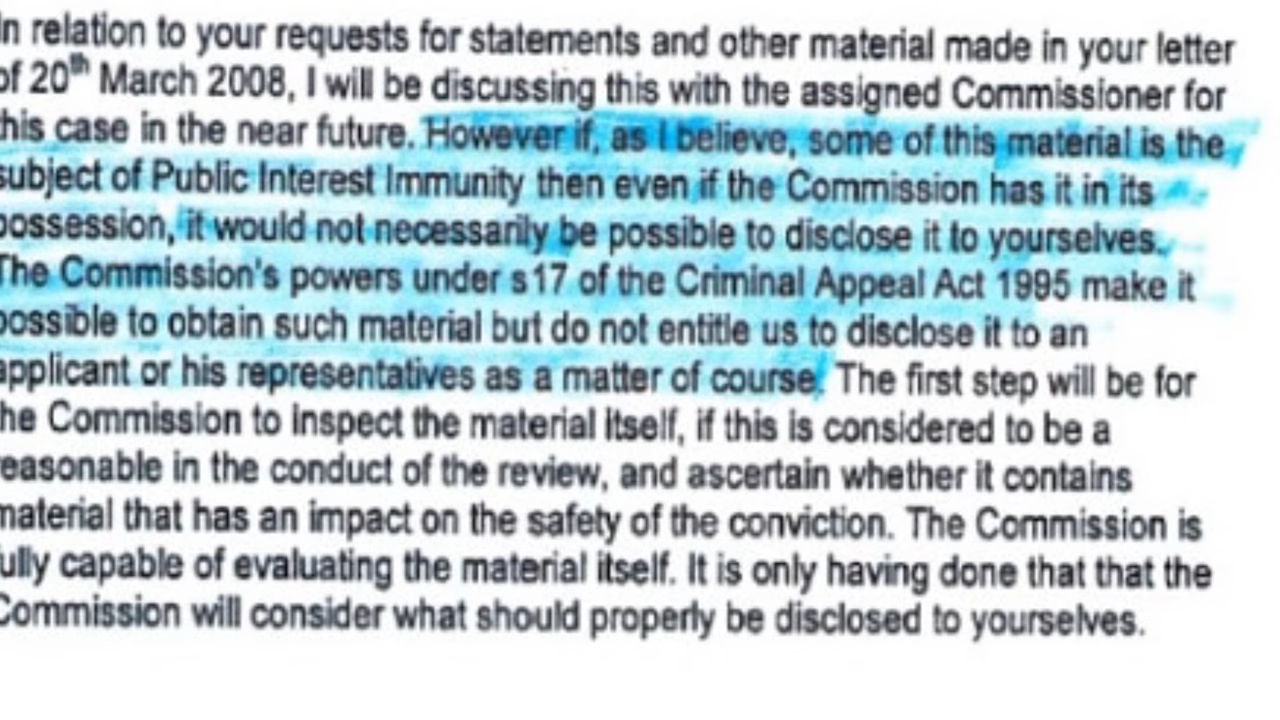 In relation to your requests for statements and other material made in your letter
of 20th March 2008, I will be discussing this with the assigned Commissioner for
this case in the near future. However if, as I believe, some of this material is the
subject of Public Interest Immunity then even if the Commission has it in its
possession, it would not necessarily be possible to disclose it to yourselves.
The Commission's powers under s17 of the Criminal Appeal Act 1995 make it
possible to obtain such material but do not entitle us to disclose it to an
applicant or his representatives as a matter of course. The first step will be for
the Commission to inspect the material itself, if this is considered to be a
reasonable in the conduct of the review, and ascertain whether it contains
material that has an impact on the safety of the conviction. The Commission is
fully capable of evaluating the material itself. It is only having done that that the
Commission will consider what should properly be disclosed to yourselves.